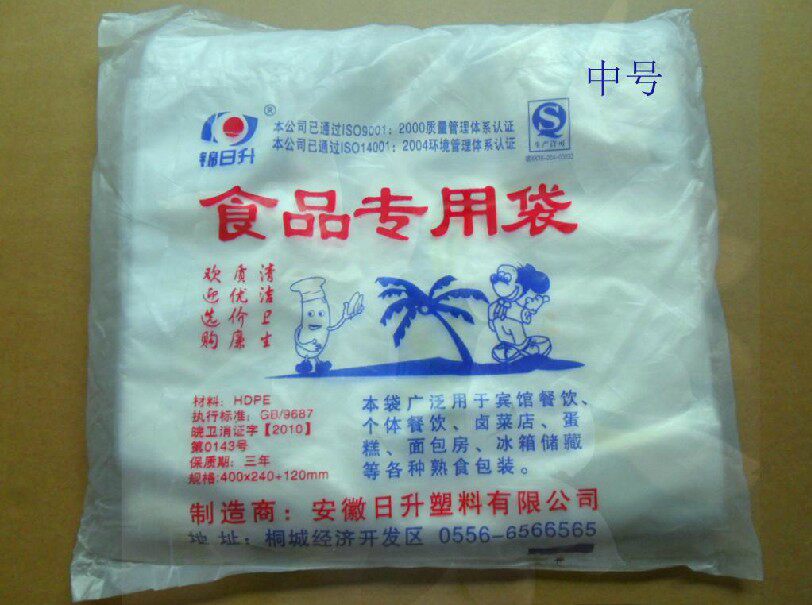 中号
锦日升
®
本公司已通过ISO9001：2000质量管理体系认证
本公司已通过ISO14001：2004环境管理体系认证
生产许可
食品专用袋
清洁卫生
质优价廉
欢迎选购
材料：HDPE
执行标准：GB/9687
皖卫消证字【2010】
第0143号
保质期：三年
规格:400x240+120mm
本袋广泛用于宾馆餐饮、
个体餐饮、卤菜店、蛋
糕、面包房、冰箱储藏
等各种熟食包装。
制造商：安徽日升塑料有限公司
地址：桐城经济开发区 0556-6566565